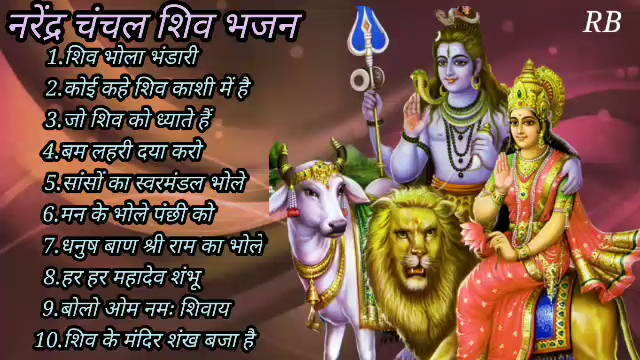 नरेंद्र चंचल शिव भजन
RB
1.शिव भोला भंडारी
2.कोई कहे शिव काशी में है
3.जो शिव को ध्याते हैं
4.बम लहरी दया करो
5.सांसों का स्वरमंडल भोले
6.मन के भोले पंछी को
7.धनुष बाण श्री राम का भोले
8.हर हर महादेव शंभू
9.बोलो ओम नमः शिवाय
10.शिव के मंदिर शंख बजा है